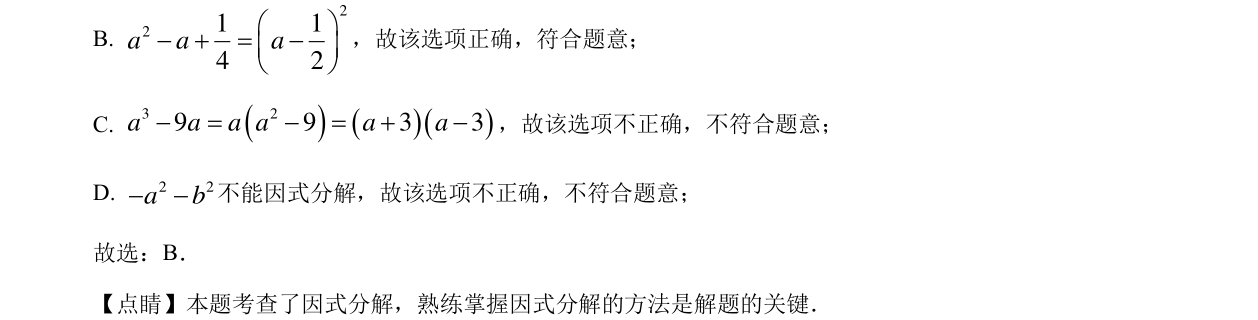 B. $a^2-a+\frac{1}{4}=\left(a-\frac{1}{2}\right)^2$，故该选项正确，符合题意；
C. $a^3-9a=a\left(a^2-9\right)=\left(a+3\right)\left(a-3\right)$，故该选项不正确，不符合题意；
D. $-a^2-b^2$不能因式分解，故该选项不正确，不符合题意；
故选：B．
【点睛】本题考查了因式分解，熟练掌握因式分解的方法是解题的关键．